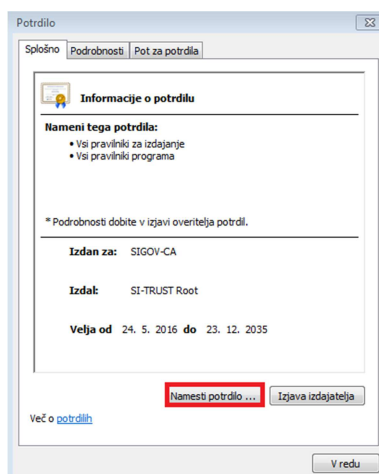 Potrdilo
Splošno Podrobnosti Pot za potrdila
Informacije o potrdilu
Nameni tega potrdila:
• Vsi pravilniki za izdajanje
• Vsi pravilniki programa
* Podrobnosti dobite v izjavi overitelja potrdil.
Izdan za: SIGOV-CA
Izdal: SI-TRUST Root
Velja od 24. 5. 2016 do 23. 12. 2035
Namesti potrdilo ... Izjava izdajatelja
Več o potrdilih
V redu